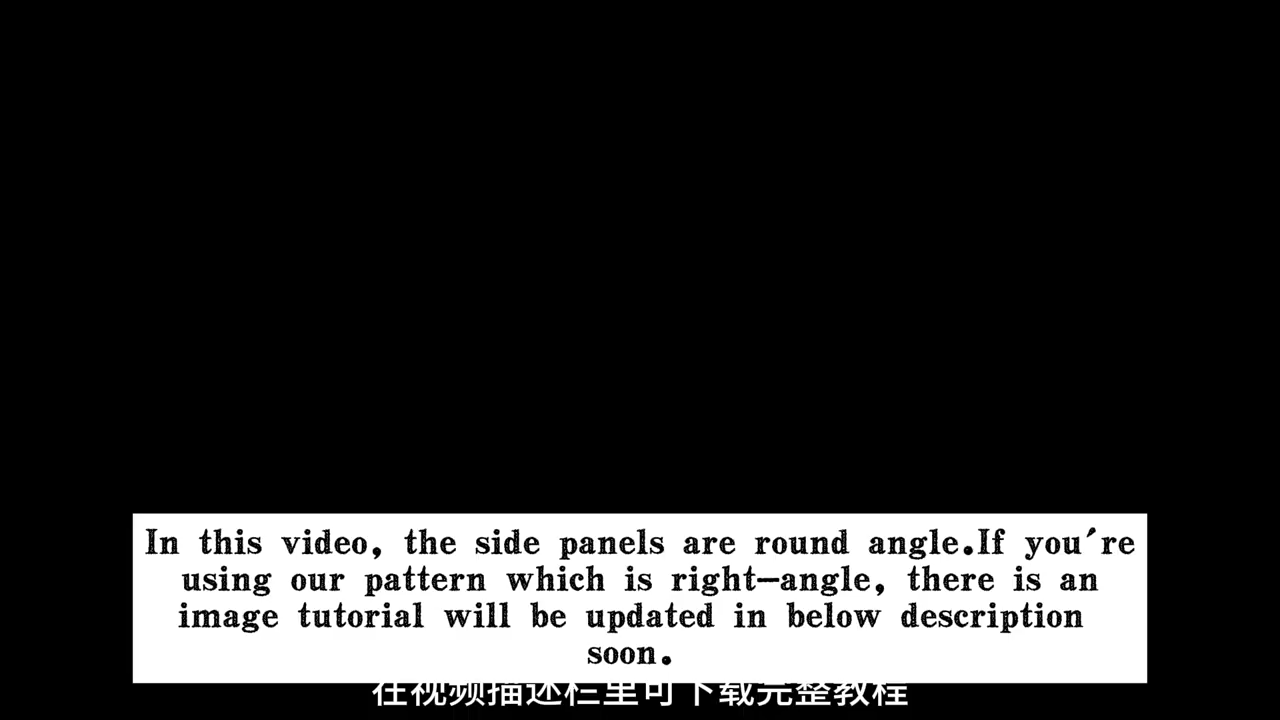 In this video, the side panels are round angle.If you're
using our pattern which is right-angle, there is an
image tutorial will be updated in below description
soon.
在视频描述栏里可下载完整教程